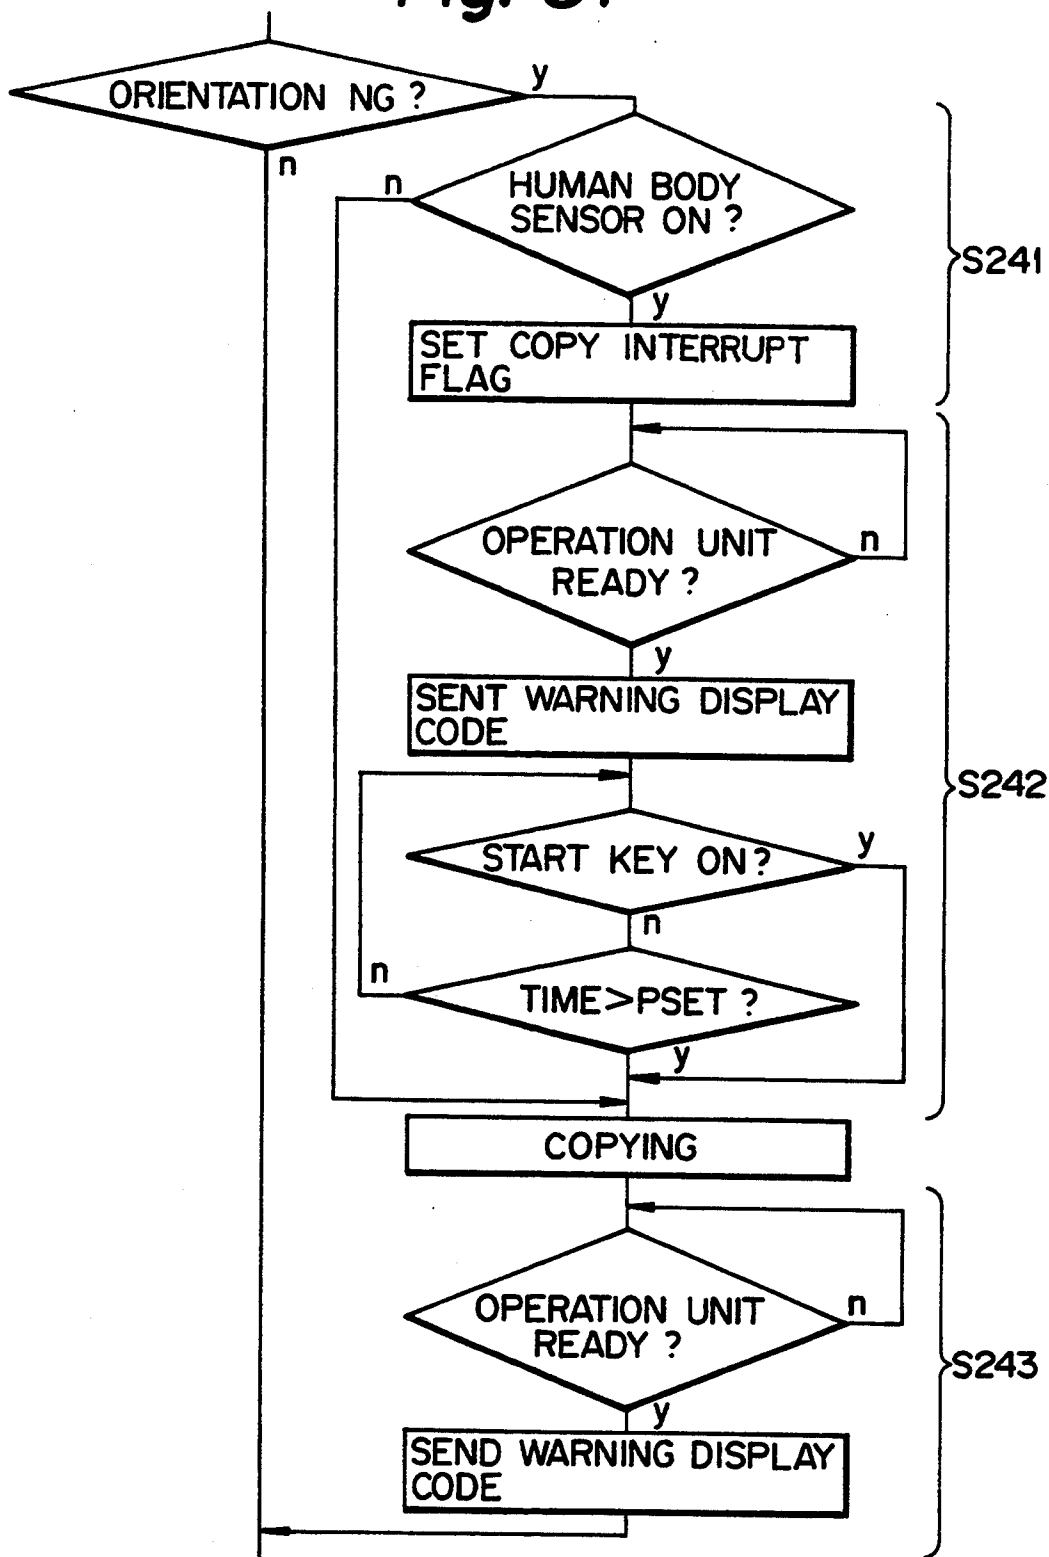 ORIENTATION NG ?
y
n
n
HUMAN BODY
SENSOR ON ?
S241
y
SET COPY INTERRUPT
FLAG
OPERATION UNIT
READY ?
n
y
SENT WARNING DISPLAY
CODE
S242
START KEY ON?
y
n
n
TIME>PSET ?
y
COPYING
OPERATION UNIT
READY ?
n
S243
y
SEND WARNING DISPLAY
CODE